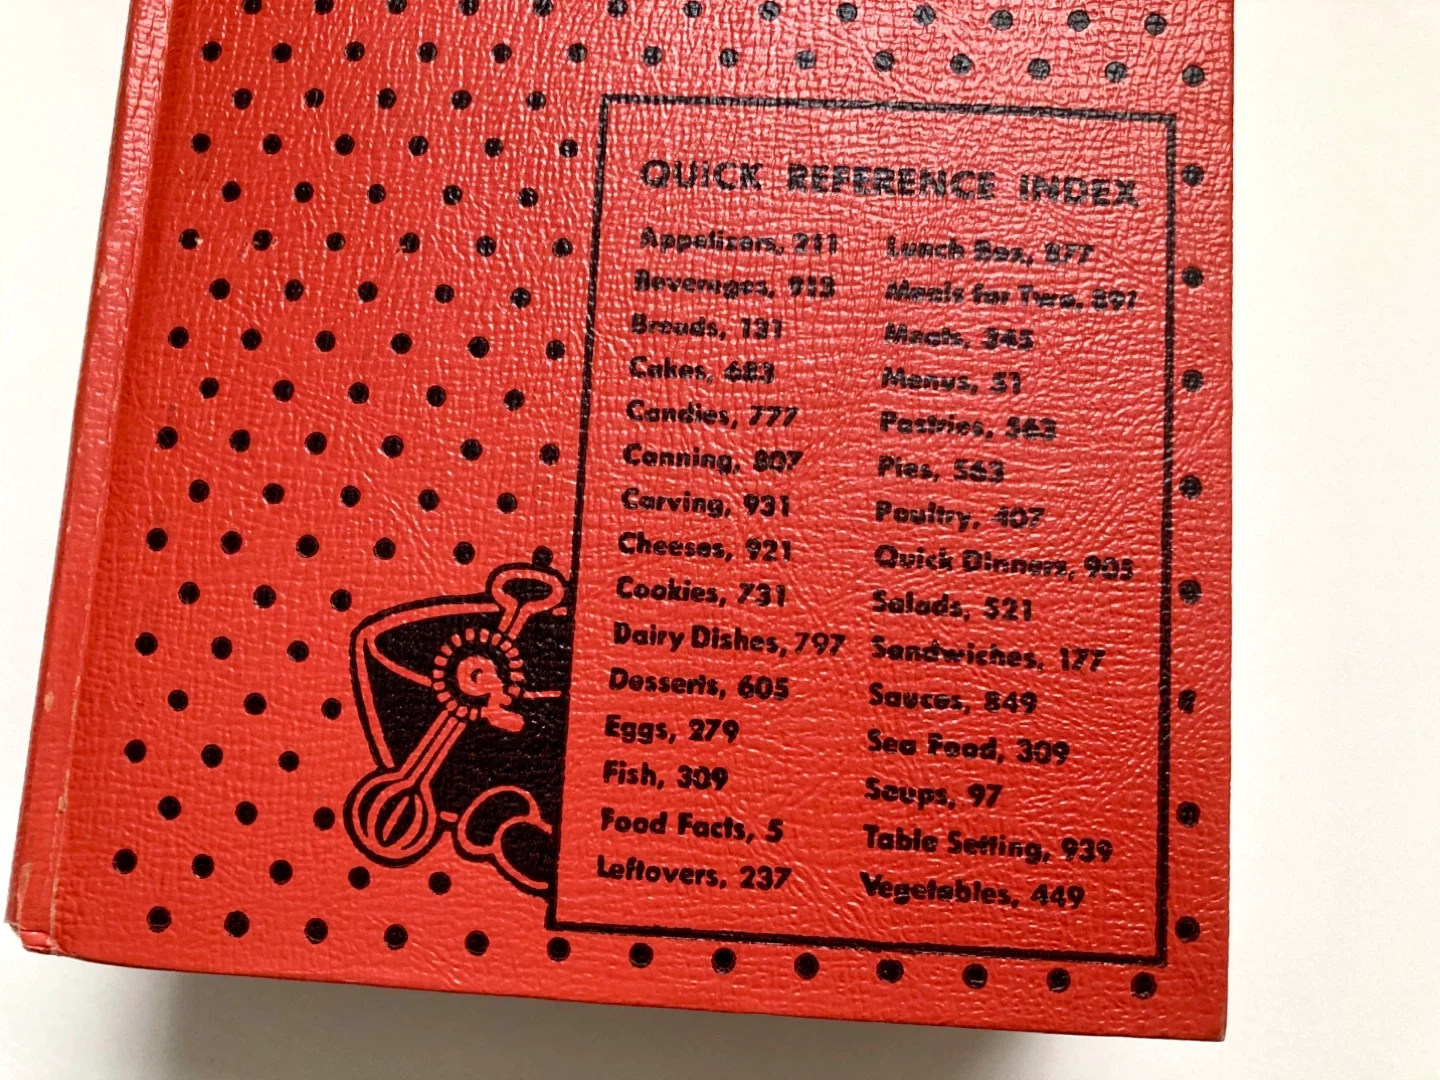 QUICK REFERENCE INDEX
Appetizers, 211
Beverages, 913
Breads, 131
Cakes, 683
Candies, 777
Canning, 807
Carving, 931
Cheeses, 921
Cookies, 731
Dairy Dishes, 797
Desserts, 605
Eggs, 279
Fish, 309
Food Facts, 5
Leftovers, 237
Lunch Box, 877
Meals for Two, 891
Meats, 345
Menus, 51
Pastries, 563
Pies, 563
Poultry, 407
Quick Dinners, 905
Salads, 521
Sandwiches, 177
Sauces, 849
Sea Food, 309
Soups, 97
Table Setting, 939
Vegetables, 449